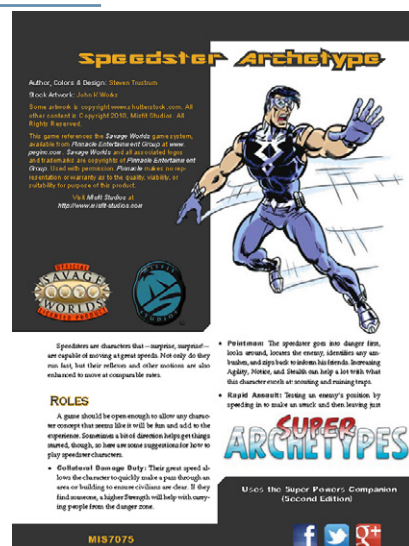 Speedster Archetype
Author, Colors & Design: Steven Trustrum
Stock Artwork: John K Works
Some artwork is copyright www.shutterstock.com. All
other content is Copyright 2010, Misfit Studios. All
Rights Reserved.
This game references the Savage Worlds game system,
available from Pinnacle Entertainment Group at www.
peginc.com. Savage Worlds and all associated logos
and trademarks are copyrights of Pinnacle Entertainment
Group. Used with permission. Pinnacle makes no rep-
resentation or warranty as to the quality, viability, or
suitability for purpose of this product.
Visit Misfit Studios at
http://www.misfit-studios.com
OFFICIAL
SAVAGE
WORLDS
LICENSED PRODUCT
MISFIT
STUDIOS
Speedsters are characters that—surprise, surprise!—
are capable of moving at great speeds. Not only do they
run fast, but their reflexes and other motions are also
enhanced to move at comparable rates.
ROLES
A game should be open enough to allow any charac-
ter concept that seems like it will be fun and add to the
experience. Sometimes a bit of direction helps get things
started, though, so here are some suggestions for how to
play speedster characters.
• Collateral Damage Duty: Their great speed al-
lows the character to quickly make a pass through an
area or building to ensure civilians are clear. If they
find someone, a higher Strength will help with carry-
ing people from the danger zone.
• Pointman: The speedster goes into danger first,
looks around, locates the enemy, identifies any am-
bushes, and zips back to inform his friends. Increasing
Agility, Notice, and Stealth can help a lot with what
this character excels at: scouting and ruining traps.
• Rapid Assault: Testing an enemy's position by
speeding in to make an attack and then leaving just
SUPER
ARCHETYPES
Uses the Super Powers Companion
(Second Edition)
MIS7075
f
g+